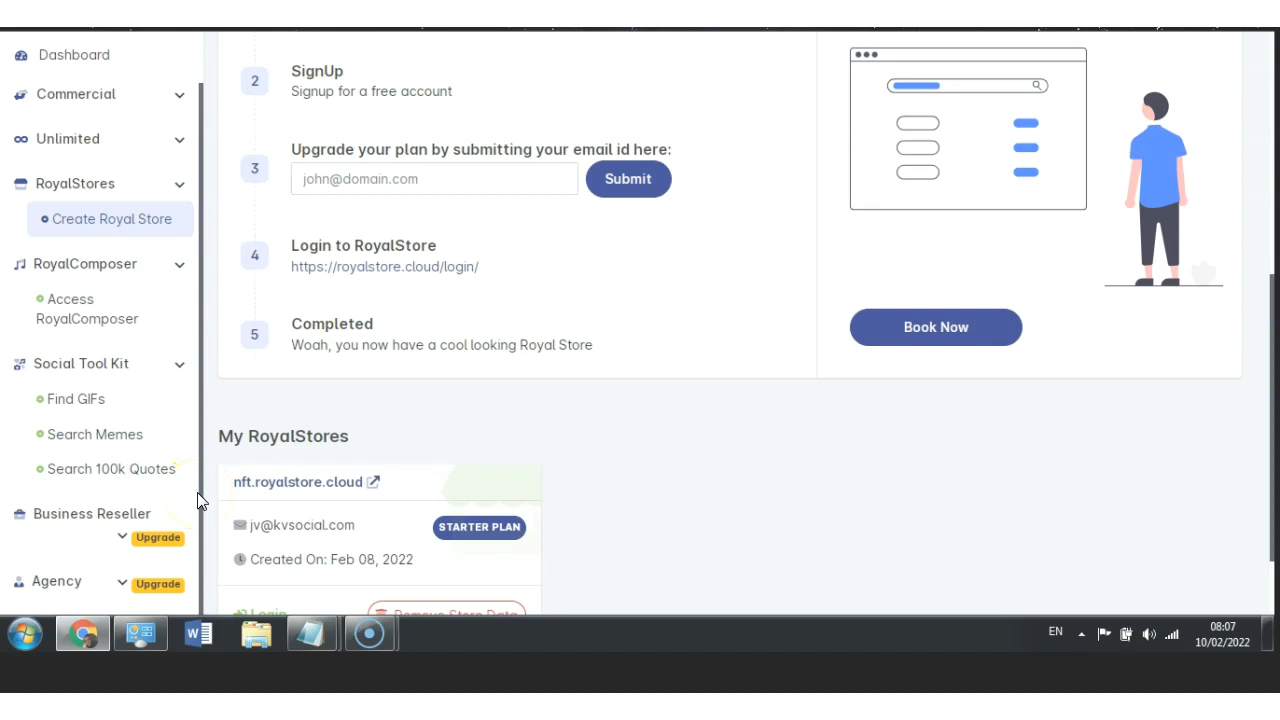 Dashboard
Commercial
Unlimited
RoyalStores
Create Royal Store
RoyalComposer
Access
RoyalComposer
Social Tool Kit
Find GIFs
Search Memes
Search 100k Quotes
Business Reseller
Upgrade
Agency
Upgrade
2
SignUp
Signup for a free account
3
Upgrade your plan by submitting your email id here:
john@domain.com
Submit
4
Login to RoyalStore
https://royalstore.cloud/login/
5
Completed
Woah, you now have a cool looking Royal Store
Book Now
My RoyalStores
nft.royalstore.cloud
jv@kvsocial.com
STARTER PLAN
Created On: Feb 08, 2022
Login
Remove Store Data
EN
08:07
10/02/2022